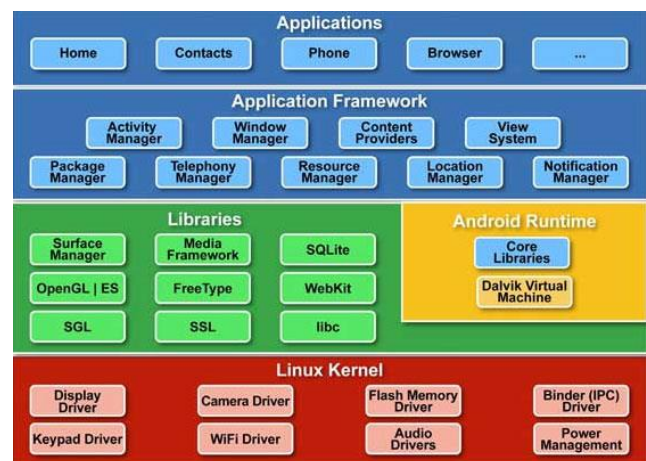 Applications
Home
Contacts
Phone
Browser
...
Application Framework
Activity
Manager
Window
Manager
Content
Providers
View
System
Package
Manager
Telephony
Manager
Resource
Manager
Location
Manager
Notification
Manager
Libraries
Surface
Manager
Media
Framework
SQLite
OpenGL | ES
FreeType
WebKit
SGL
SSL
libc
Android Runtime
Core
Libraries
Dalvik Virtual
Machine
Linux Kernel
Display
Driver
Camera Driver
Flash Memory
Driver
Binder (IPC)
Driver
Keypad Driver
WiFi Driver
Audio
Drivers
Power
Management